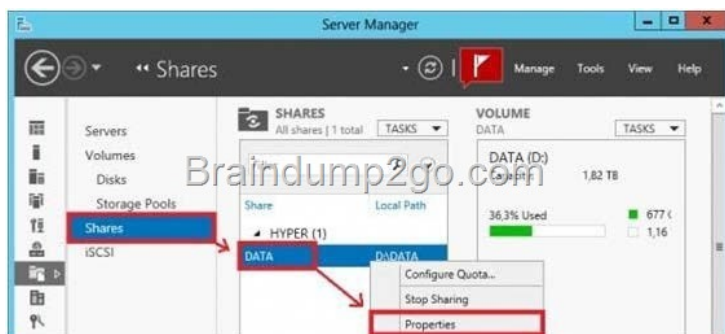 Server Manager
Shares
Manage Tools View Help
Servers
Volumes
Disks
Storage Pools
Shares
iSCSI
SHARES
All shares | 1 total
TASKS
Share Local Path
HYPER (1)
DATA D:\DATA
Configure Quota...
Stop Sharing
Properties
VOLUME
DATA
TASKS
DATA (D:)
1,82 TB
36,3% Used
677
1,16
Braindump2go.com